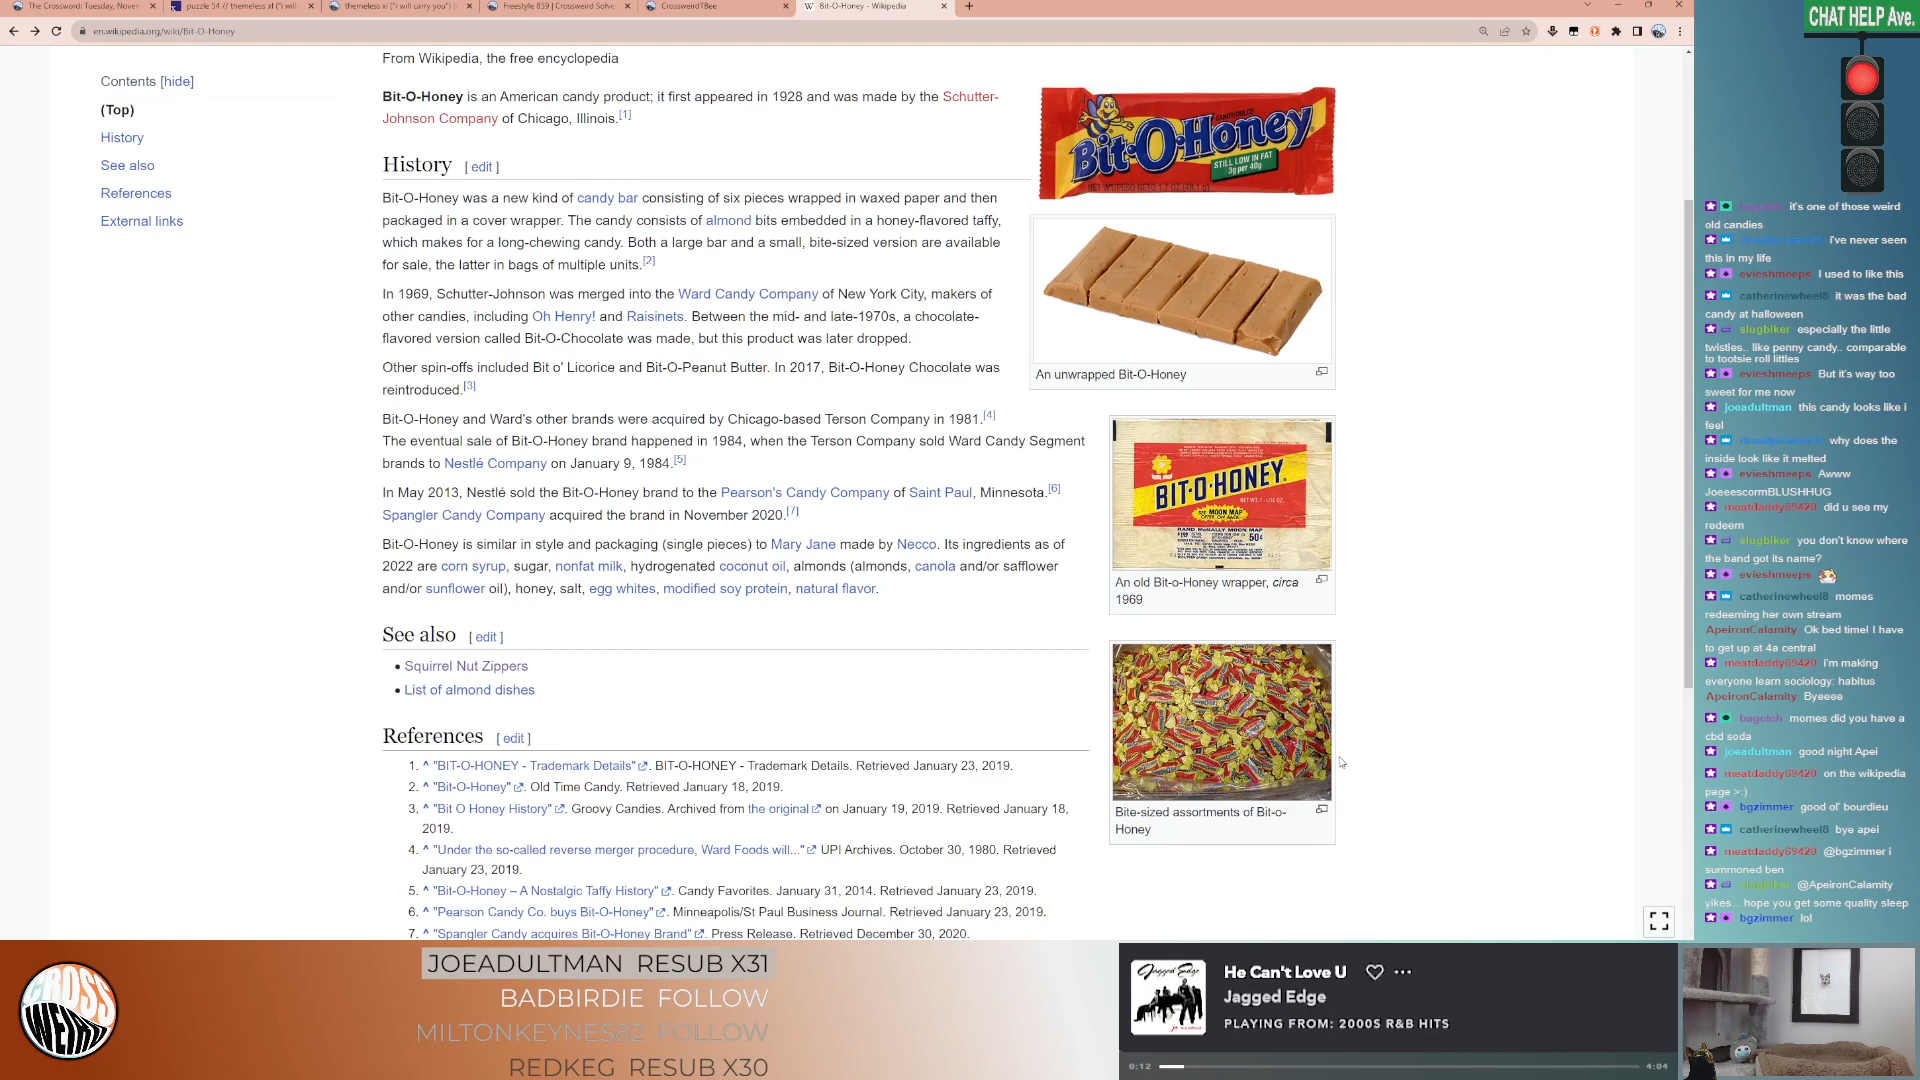 The Crossword: Tuesday, Novem
puzzle 54 // themeless xl ("i will
themeless xl ("i will carry you") (
Freestyle 859 | Crossweird Solve
CrossweirdTBee
Bit-O-Honey - Wikipedia
en.wikipedia.org/wiki/Bit-O-Honey
CHAT HELP Ave.
From Wikipedia, the free encyclopedia
Contents [hide]
(Top)
History
See also
References
External links
Bit-O-Honey is an American candy product; it first appeared in 1928 and was made by the Schutter-
Johnson Company of Chicago, Illinois.[1]
History [ edit ]
Bit-O-Honey was a new kind of candy bar consisting of six pieces wrapped in waxed paper and then
packaged in a cover wrapper. The candy consists of almond bits embedded in a honey-flavored taffy,
which makes for a long-chewing candy. Both a large bar and a small, bite-sized version are available
for sale, the latter in bags of multiple units.[2]
In 1969, Schutter-Johnson was merged into the Ward Candy Company of New York City, makers of
other candies, including Oh Henry! and Raisinets. Between the mid- and late-1970s, a chocolate-
flavored version called Bit-O-Chocolate was made, but this product was later dropped.
Other spin-offs included Bit o' Licorice and Bit-O-Peanut Butter. In 2017, Bit-O-Honey Chocolate was
reintroduced.[3]
Bit-O-Honey and Ward's other brands were acquired by Chicago-based Terson Company in 1981.[4]
The eventual sale of Bit-O-Honey brand happened in 1984, when the Terson Company sold Ward Candy Segment
brands to Nestlé Company on January 9, 1984.[5]
In May 2013, Nestlé sold the Bit-O-Honey brand to the Pearson's Candy Company of Saint Paul, Minnesota.[6]
Spangler Candy Company acquired the brand in November 2020.[7]
Bit-O-Honey is similar in style and packaging (single pieces) to Mary Jane made by Necco. Its ingredients as of
2022 are corn syrup, sugar, nonfat milk, hydrogenated coconut oil, almonds (almonds, canola and/or safflower
and/or sunflower oil), honey, salt, egg whites, modified soy protein, natural flavor.
See also [ edit ]
• Squirrel Nut Zippers
• List of almond dishes
References [ edit ]
1. ^ "BIT-O-HONEY - Trademark Details". BIT-O-HONEY - Trademark Details. Retrieved January 23, 2019.
2. ^ "Bit-O-Honey". Old Time Candy. Retrieved January 18, 2019.
3. ^ "Bit O Honey History". Groovy Candies. Archived from the original on January 19, 2019. Retrieved January 18,
2019.
4. ^ "Under the so-called reverse merger procedure, Ward Foods will..." UPI Archives. October 30, 1980. Retrieved
January 23, 2019.
5. ^ "Bit-O-Honey – A Nostalgic Taffy History". Candy Favorites. January 31, 2014. Retrieved January 23, 2019.
6. ^ "Pearson Candy Co. buys Bit-O-Honey". Minneapolis/St Paul Business Journal. Retrieved January 23, 2019.
7. ^ "Spangler Candy acquires Bit-O-Honey Brand". Press Release. Retrieved December 30, 2020.
Bit-O-Honey
STILL LOW IN FAT
3g per 40g
An unwrapped Bit-O-Honey
BIT-O-HONEY
SEE MOON MAP
OFFER ON BACK
RAND McNALLY MOON MAP
50¢
An old Bit-o-Honey wrapper, circa
1969
Bite-sized assortments of Bit-o-
Honey
it's one of those weird
old candies
i've never seen
this in my life
evieshmeeps I used to like this
catherinewheel8 it was the bad
candy at halloween
slugbiker especially the little
twisties.. like penny candy.. comparable
to tootsie roll littles
evieshmeeps But it's way too
sweet for me now
joeadultman this candy looks like i
feel
why does the
inside look like it melted
evieshmeeps Awww
JoeeescormBLUSHHUG
meatdaddy69420 did u see my
redeem
slugbiker you don't know where
the band got its name?
evieshmeeps
catherinewheel8 momes
redeeming her own stream
ApeironCalamity Ok bed time! I have
to get up at 4a central
meatdaddy69420 i'm making
everyone learn sociology: habitus
ApeironCalamity Byeeee
bageleh momes did you have a
cbd soda
joeadultman good night Apei
meatdaddy69420 on the wikipedia
page >:)
bgzimmer good ol' bourdieu
catherinewheel8 bye apei
meatdaddy69420 @bgzimmer i
summoned ben
slugbiker @ApeironCalamity
yikes... hope you get some quality sleep
bgzimmer lol
CROSS
WEIRD
JOEADULTMAN RESUB X31
BADBIRDIE FOLLOW
MILTONKEYNES82 FOLLOW
REDKEG RESUB X30
Jagged Edge
He Can't Love U
Jagged Edge
PLAYING FROM: 2000S R&B HITS
0:12
4:04